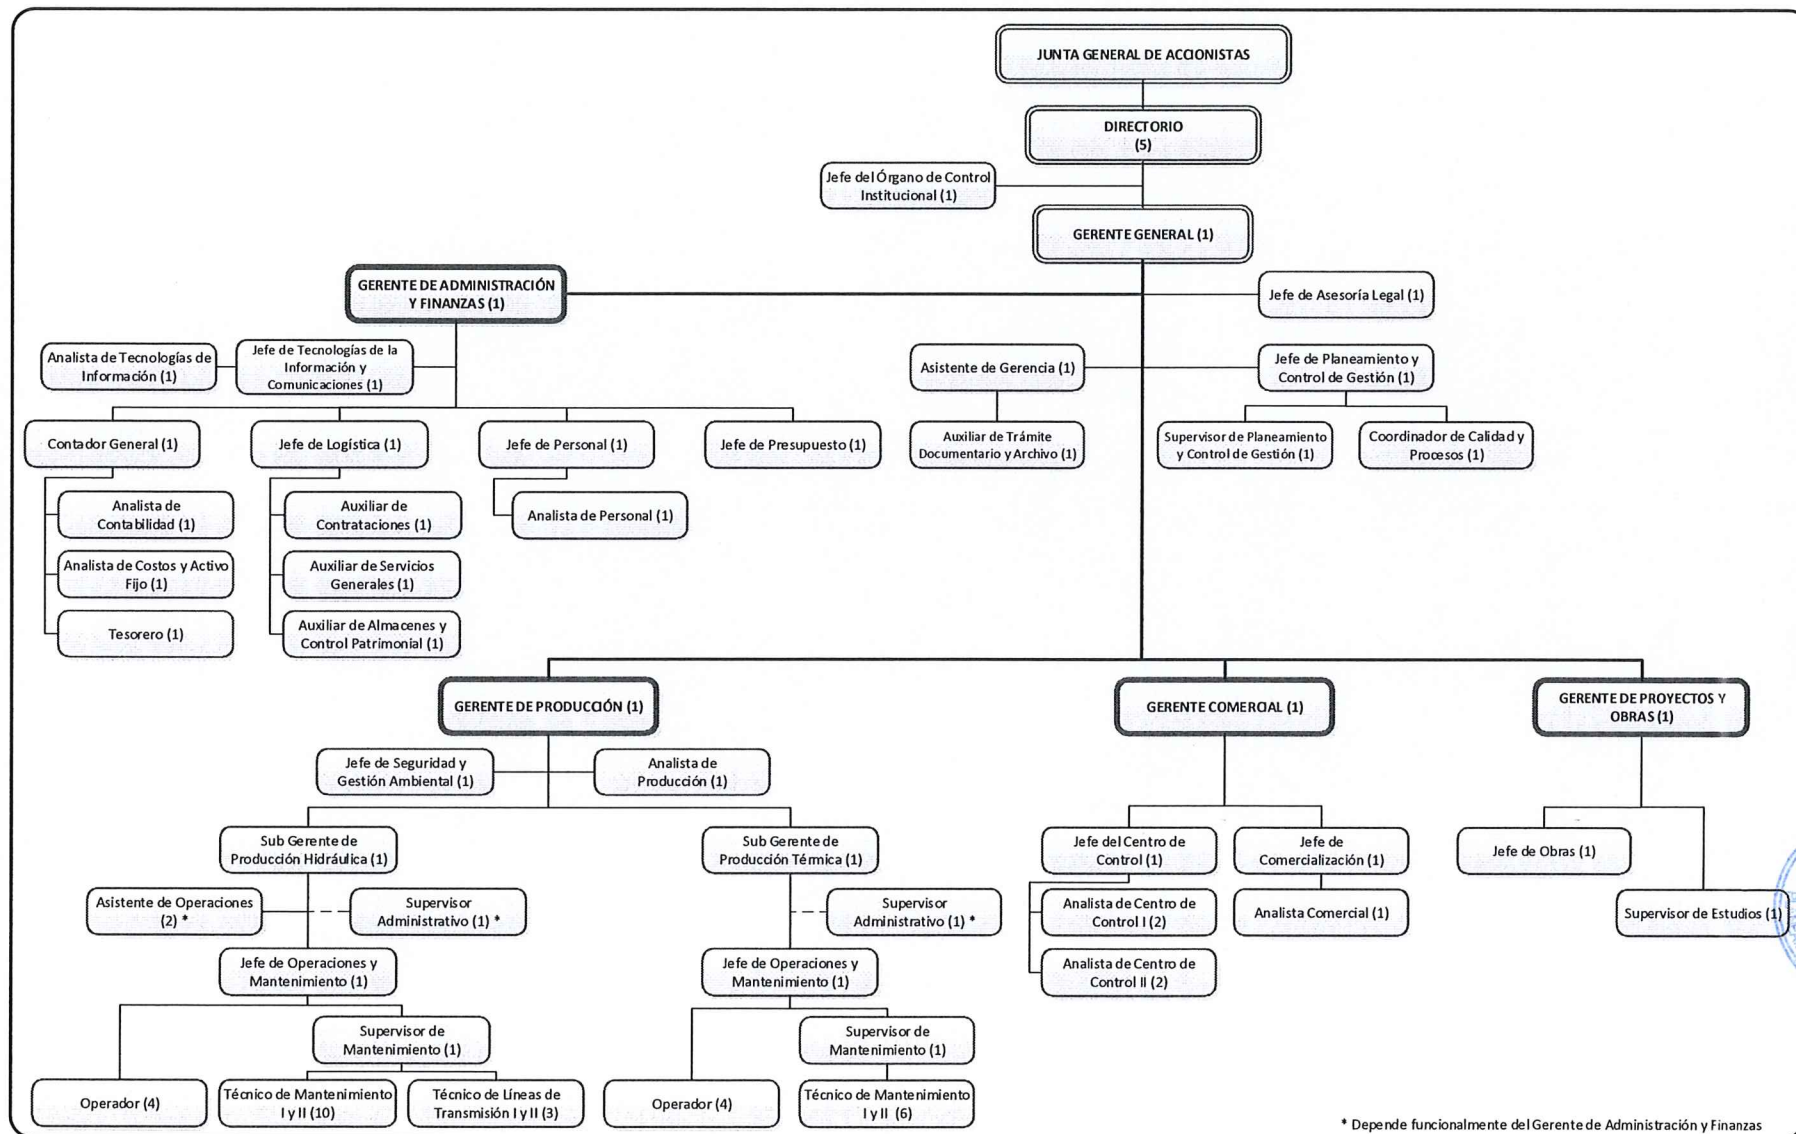 JUNTA GENERAL DE ACCIONISTAS
DIRECTORIO
(5)
Jefe del Órgano de Control
Institucional (1)
GERENTE GENERAL (1)
GERENTE DE ADMINISTRACIÓN
Y FINANZAS (1)
Jefe de Asesoría Legal (1)
Analista de Tecnologías de
Información (1)
Jefe de Tecnologías de la
Información y
Comunicaciones (1)
Asistente de Gerencia (1)
Jefe de Planeamiento y
Control de Gestión (1)
Contador General (1)
Jefe de Logística (1)
Jefe de Personal (1)
Jefe de Presupuesto (1)
Auxiliar de Trámite
Documentario y Archivo (1)
Supervisor de Planeamiento
y Control de Gestión (1)
Coordinador de Calidad y
Procesos (1)
Analista de
Contabilidad (1)
Auxiliar de
Contrataciones (1)
Analista de Personal (1)
Analista de Costos y Activo
Fijo (1)
Auxiliar de Servicios
Generales (1)
Tesorero (1)
Auxiliar de Almacenes y
Control Patrimonial (1)
GERENTE DE PRODUCCIÓN (1)
GERENTE COMERCIAL (1)
GERENTE DE PROYECTOS Y
OBRAS (1)
Jefe de Seguridad y
Gestión Ambiental (1)
Analista de
Producción (1)
Sub Gerente de
Producción Hidráulica (1)
Sub Gerente de
Producción Térmica (1)
Jefe del Centro de
Control (1)
Jefe de
Comercialización (1)
Jefe de Obras (1)
Asistente de Operaciones
(2) *
Supervisor
Administrativo (1) *
Supervisor
Administrativo (1) *
Analista de Centro de
Control I (2)
Analista Comercial (1)
Supervisor de Estudios (1)
Jefe de Operaciones y
Mantenimiento (1)
Jefe de Operaciones y
Mantenimiento (1)
Analista de Centro de
Control II (2)
Supervisor de
Mantenimiento (1)
Supervisor de
Mantenimiento (1)
Operador (4)
Técnico de Mantenimiento
I y II (10)
Técnico de Líneas de
Transmisión I y II (3)
Operador (4)
Técnico de Mantenimiento
I y II (6)
* Depende funcionalmente del Gerente de Administración y Finanzas